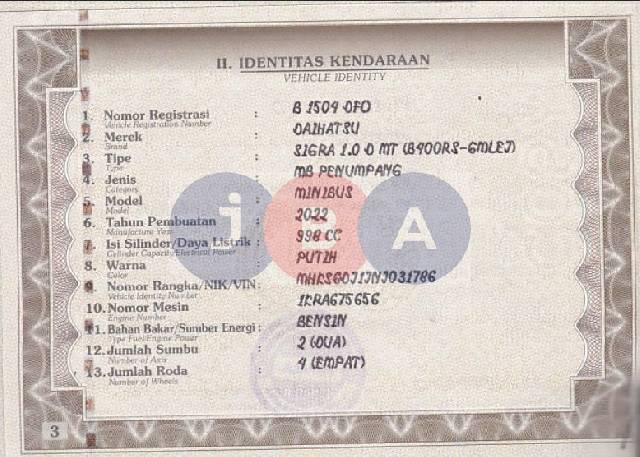 II. IDENTITAS KENDARAAN
VEHICLE IDENTITY
1. Nomor Registrasi : B 1509 OFO
Vehicle Registration Number
2. Merek : DAIHATSU
Brand
3. Tipe : SIGRA 1.0 D MT (B400RS-GMLEJ)
Type
4. Jenis : MB PENUMPANG
Category
5. Model : MINIBUS
Model
6. Tahun Pembuatan : 2022
Manufacture Year
7. Isi Silinder/Daya Listrik : 998 CC
Cylinder Capacity/Electrical Power
8. Warna : PUTIH
Color
9. Nomor Rangka/NIK/VIN :
Vehicle Identity Number
10. Nomor Mesin : 1KRA675656
Engine Number
11. Bahan Bakar/Sumber Energi : BENSIN
Type Fuel/Engine Power
12. Jumlah Sumbu : 2 (DUA)
Number of Axis
13. Jumlah Roda : 4 (EMPAT)
Number of Wheels
iBA
3